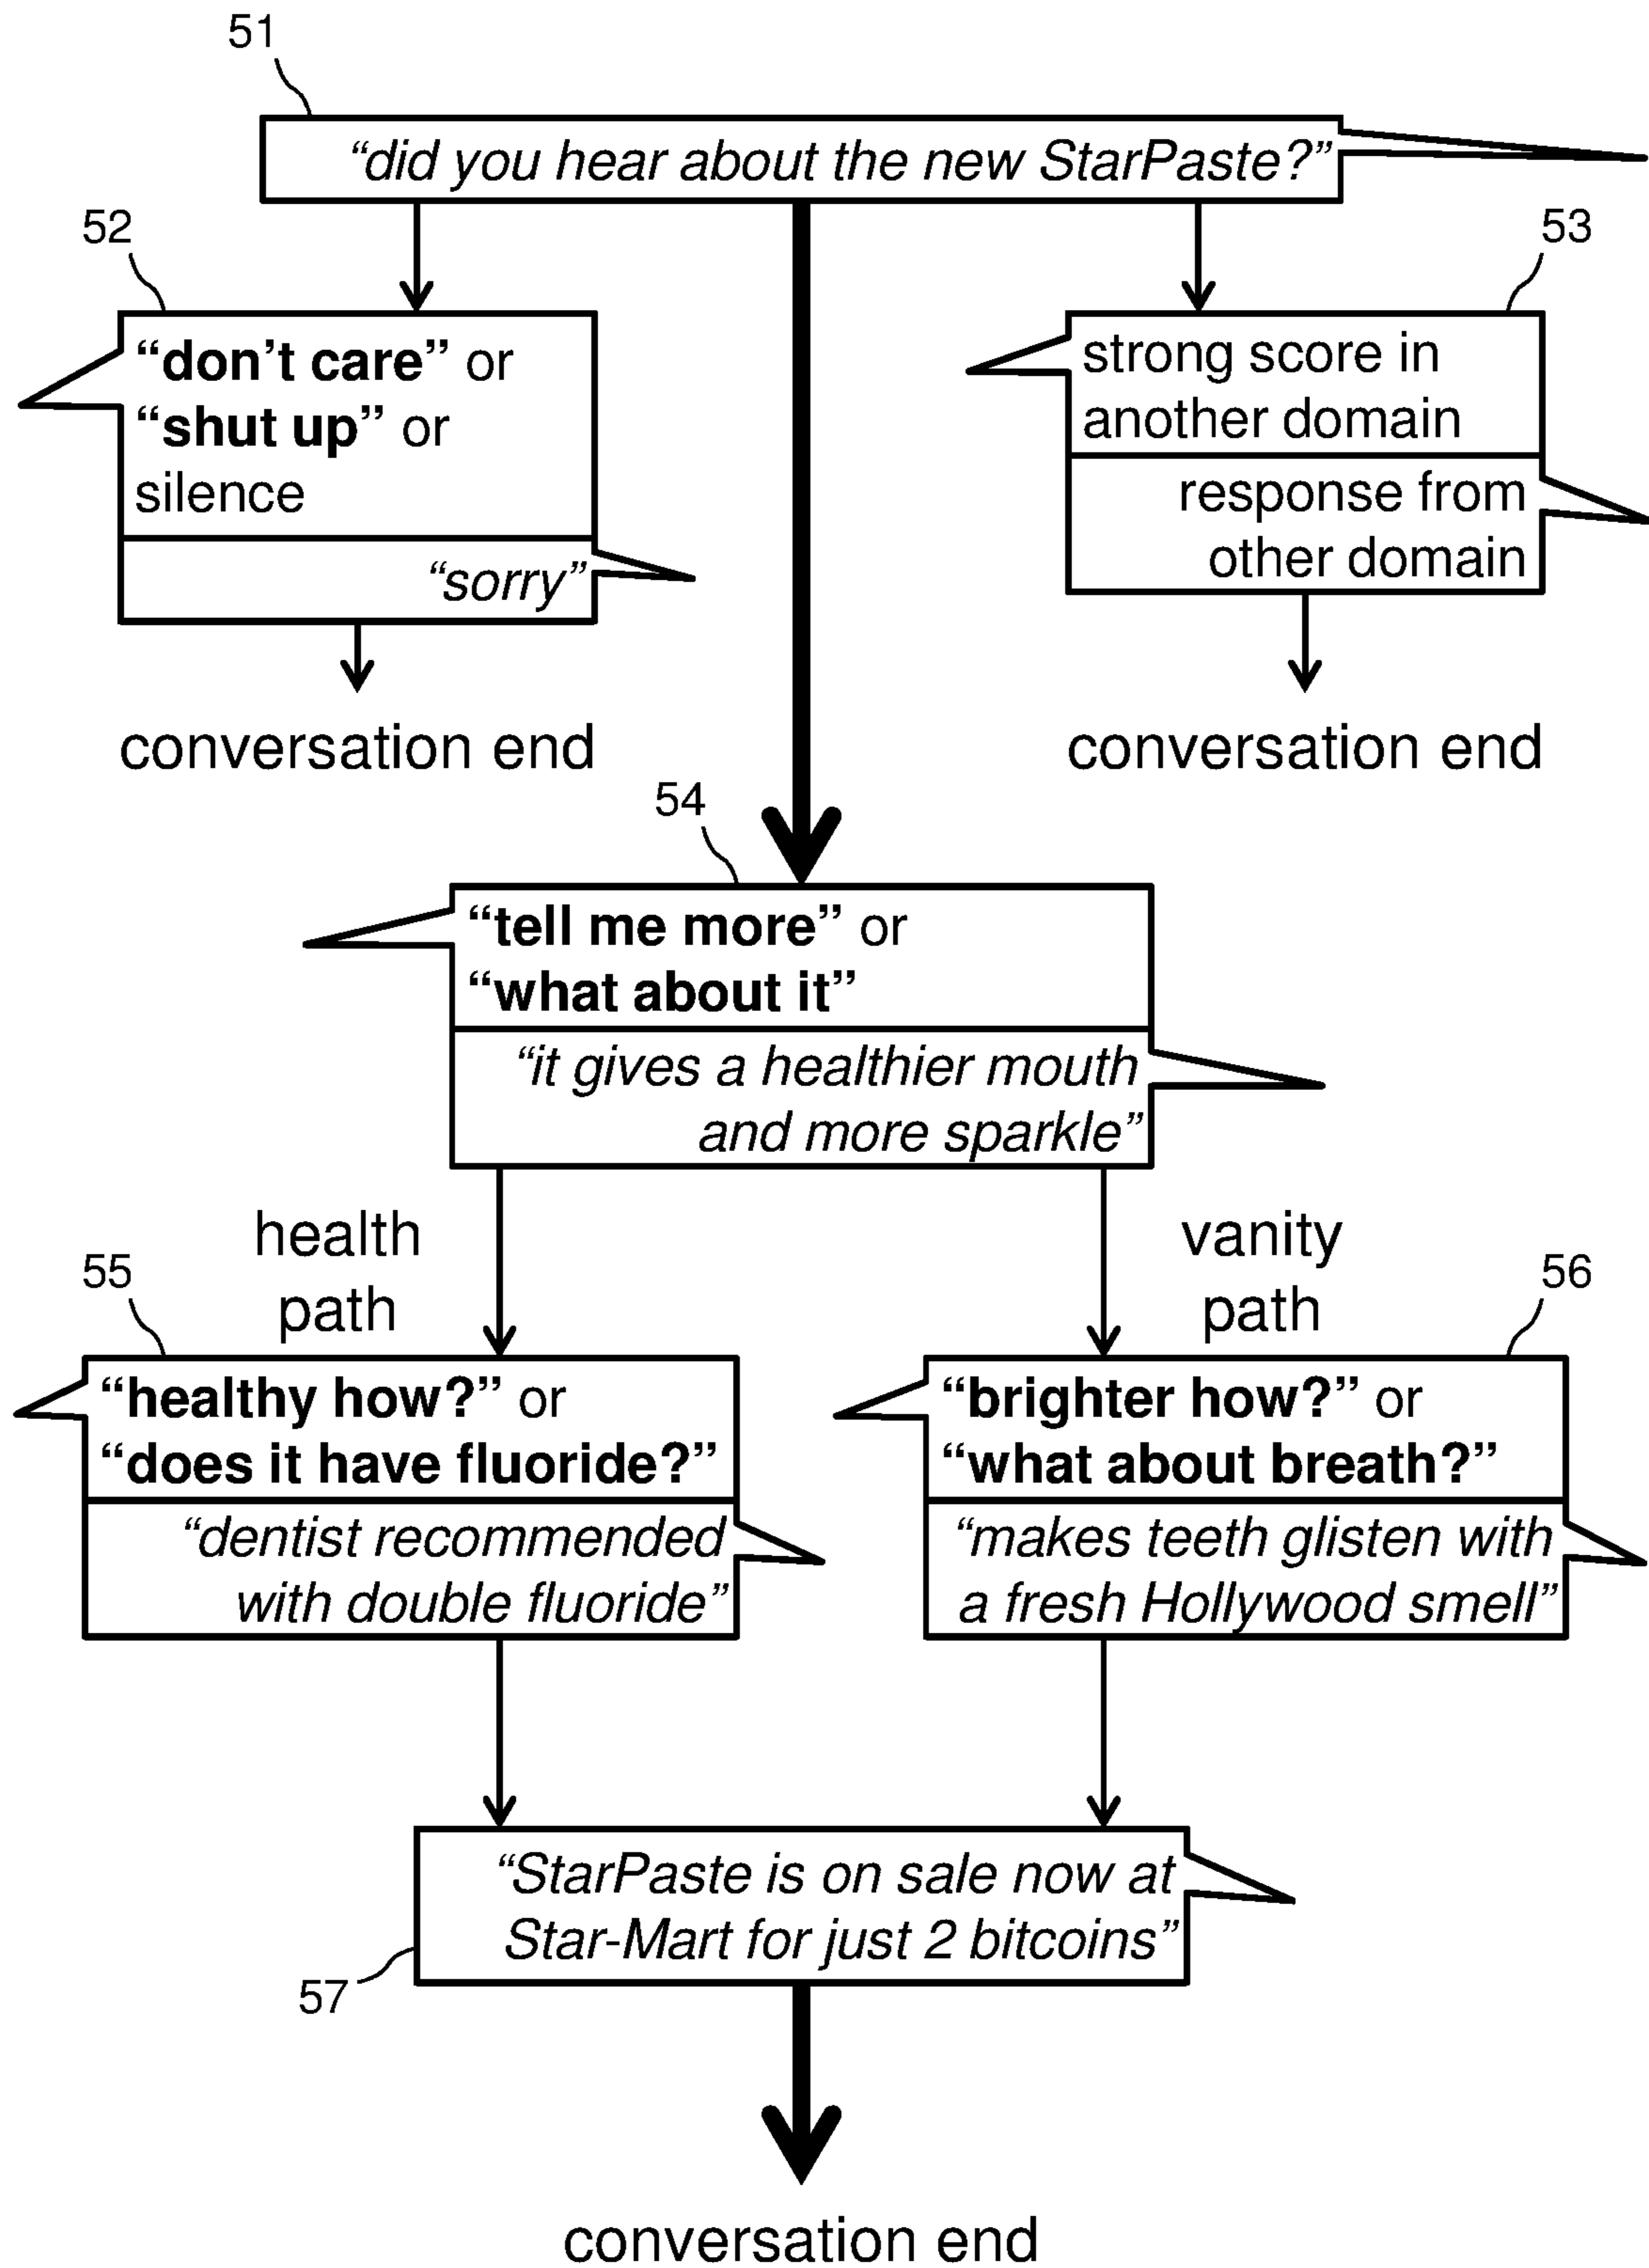 51
“did you hear about the new StarPaste?”
52
53
“don’t care” or
“shut up” or
silence
“sorry”
strong score in
another domain
response from
other domain
conversation end
conversation end
54
“tell me more” or
“what about it”
“it gives a healthier mouth
and more sparkle”
health
path
vanity
path
55
56
“healthy how?” or
“does it have fluoride?”
“dentist recommended
with double fluoride”
“brighter how?” or
“what about breath?”
“makes teeth glisten with
a fresh Hollywood smell”
“StarPaste is on sale now at
Star-Mart for just 2 bitcoins”
57
conversation end